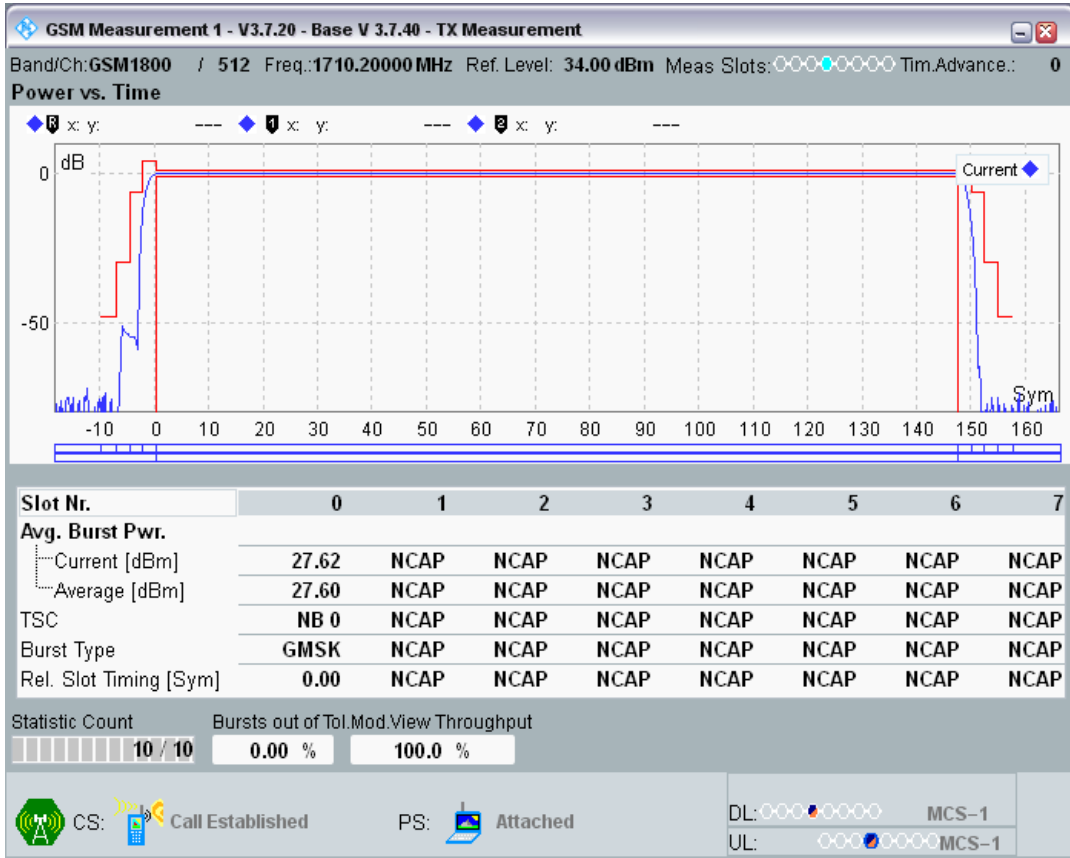 GSM Measurement 1 - V3.7.20 - Base V 3.7.40 - TX Measurement
Band/Ch:GSM1800 / 512 Freq.:1710.20000 MHz Ref. Level: 34.00 dBm Meas Slots: Tim.Advance.: 0
Power vs. Time
R x: y: --- 1 x: y: --- 2 x: y: ---
dB
Current
0
-50
Sym
-10 0 10 20 30 40 50 60 70 80 90 100 110 120 130 140 150 160
Slot Nr. 0 1 2 3 4 5 6 7
Avg. Burst Pwr.
Current [dBm] 27.62 NCAP NCAP NCAP NCAP NCAP NCAP NCAP
Average [dBm] 27.60 NCAP NCAP NCAP NCAP NCAP NCAP NCAP
TSC NB 0 NCAP NCAP NCAP NCAP NCAP NCAP NCAP
Burst Type GMSK NCAP NCAP NCAP NCAP NCAP NCAP NCAP
Rel. Slot Timing [Sym] 0.00 NCAP NCAP NCAP NCAP NCAP NCAP NCAP
Statistic Count Bursts out of Tol.Mod.View Throughput
10 / 10 0.00 % 100.0 %
CS: Call Established PS: Attached
DL: MCS-1
UL: MCS-1